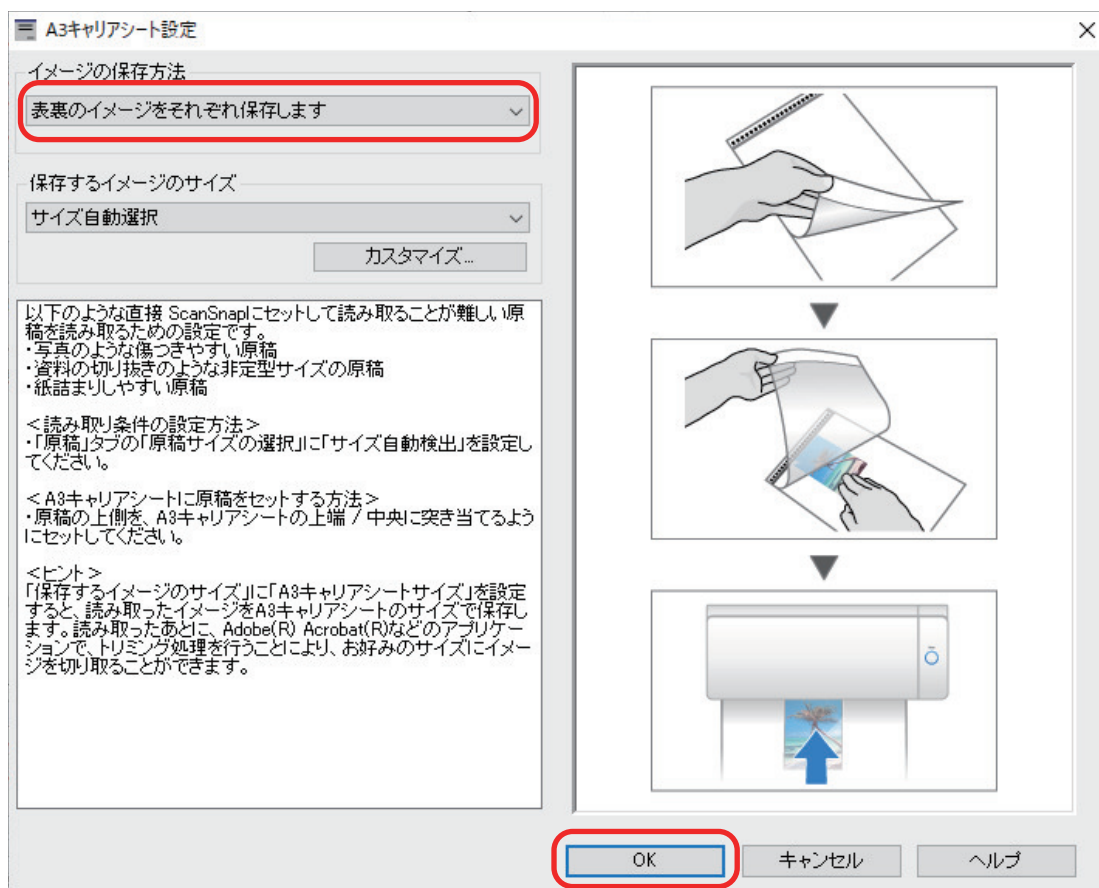 A3キャリアシート設定
イメージの保存方法
表裏のイメージをそれぞれ保存します
保存するイメージのサイズ
サイズ自動選択
カスタマイズ...
以下のような直接 ScanSnapにセットして読み取ることが難しい原
稿を読み取るための設定です。
・写真のような傷つきやすい原稿
・資料の切り抜きのような非定型サイズの原稿
・紙詰まりしやすい原稿
<読み取り条件の設定方法>
・「原稿」タブの「原稿サイズの選択」に「サイズ自動検出」を設定し
てください。
<A3キャリアシートに原稿をセットする方法>
・原稿の上側を、A3キャリアシートの上端 / 中央に突き当てるよう
にセットしてください。
<ヒント>
「保存するイメージのサイズ」に「A3キャリアシートサイズ」を設定
すると、読み取ったイメージをA3キャリアシートのサイズで保存し
ます。読み取ったあとに、Adobe(R) Acrobat(R)などのアプリケー
ションで、トリミング処理を行うことにより、お好みのサイズにイメー
ジを切り取ることができます。
OK
キャンセル
ヘルプ